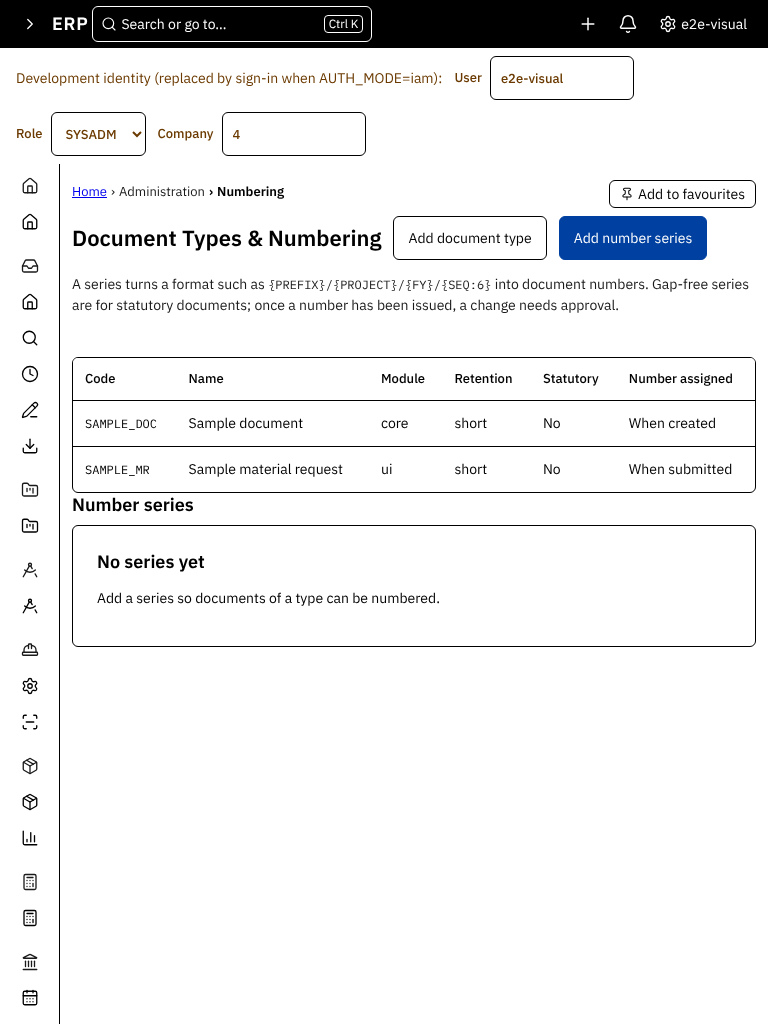 ERP Search or go to... Ctrl K e2e-visual
Development identity (replaced by sign-in when AUTH_MODE=iam): User e2e-visual
Role SYSADM Company 4
Home › Administration › Numbering Add to favourites
Document Types & Numbering Add document type Add number series
A series turns a format such as {PREFIX}/{PROJECT}/{FY}/{SEQ:6} into document numbers. Gap-free series
are for statutory documents; once a number has been issued, a change needs approval.
Code Name Module Retention Statutory Number assigned
SAMPLE_DOC Sample document core short No When created
SAMPLE_MR Sample material request ui short No When submitted
Number series
No series yet
Add a series so documents of a type can be numbered.